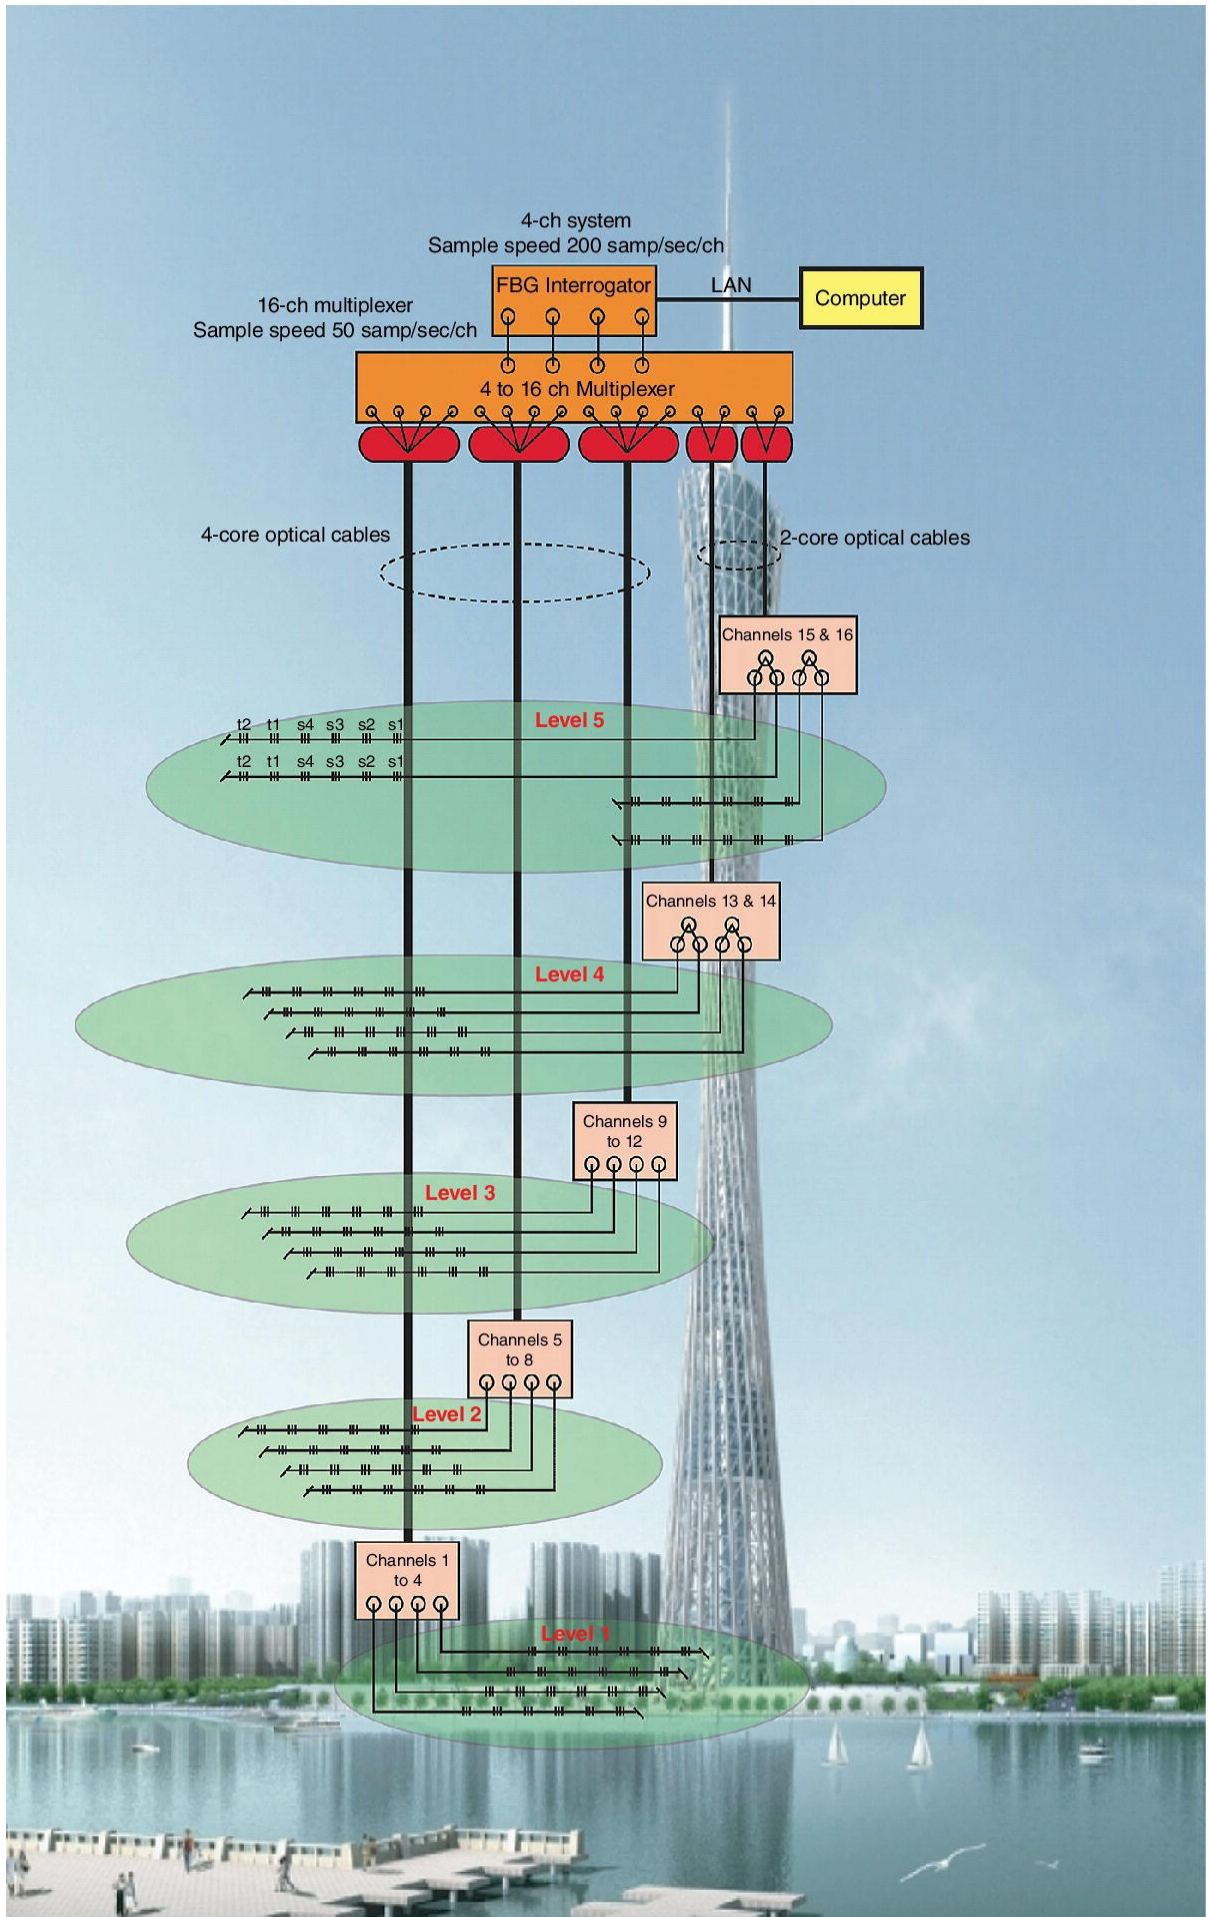 4-ch system
Sample speed 200 samp/sec/ch
FBG Interrogator
LAN
Computer
16-ch multiplexer
Sample speed 50 samp/sec/ch
4 to 16 ch Multiplexer
4-core optical cables
2-core optical cables
Channels 15 & 16
Level 5
t2 t1 s4 s3 s2 s1
t2 t1 s4 s3 s2 s1
Channels 13 & 14
Level 4
Channels 9
to 12
Level 3
Channels 5
to 8
Level 2
Channels 1
to 4
Level 1